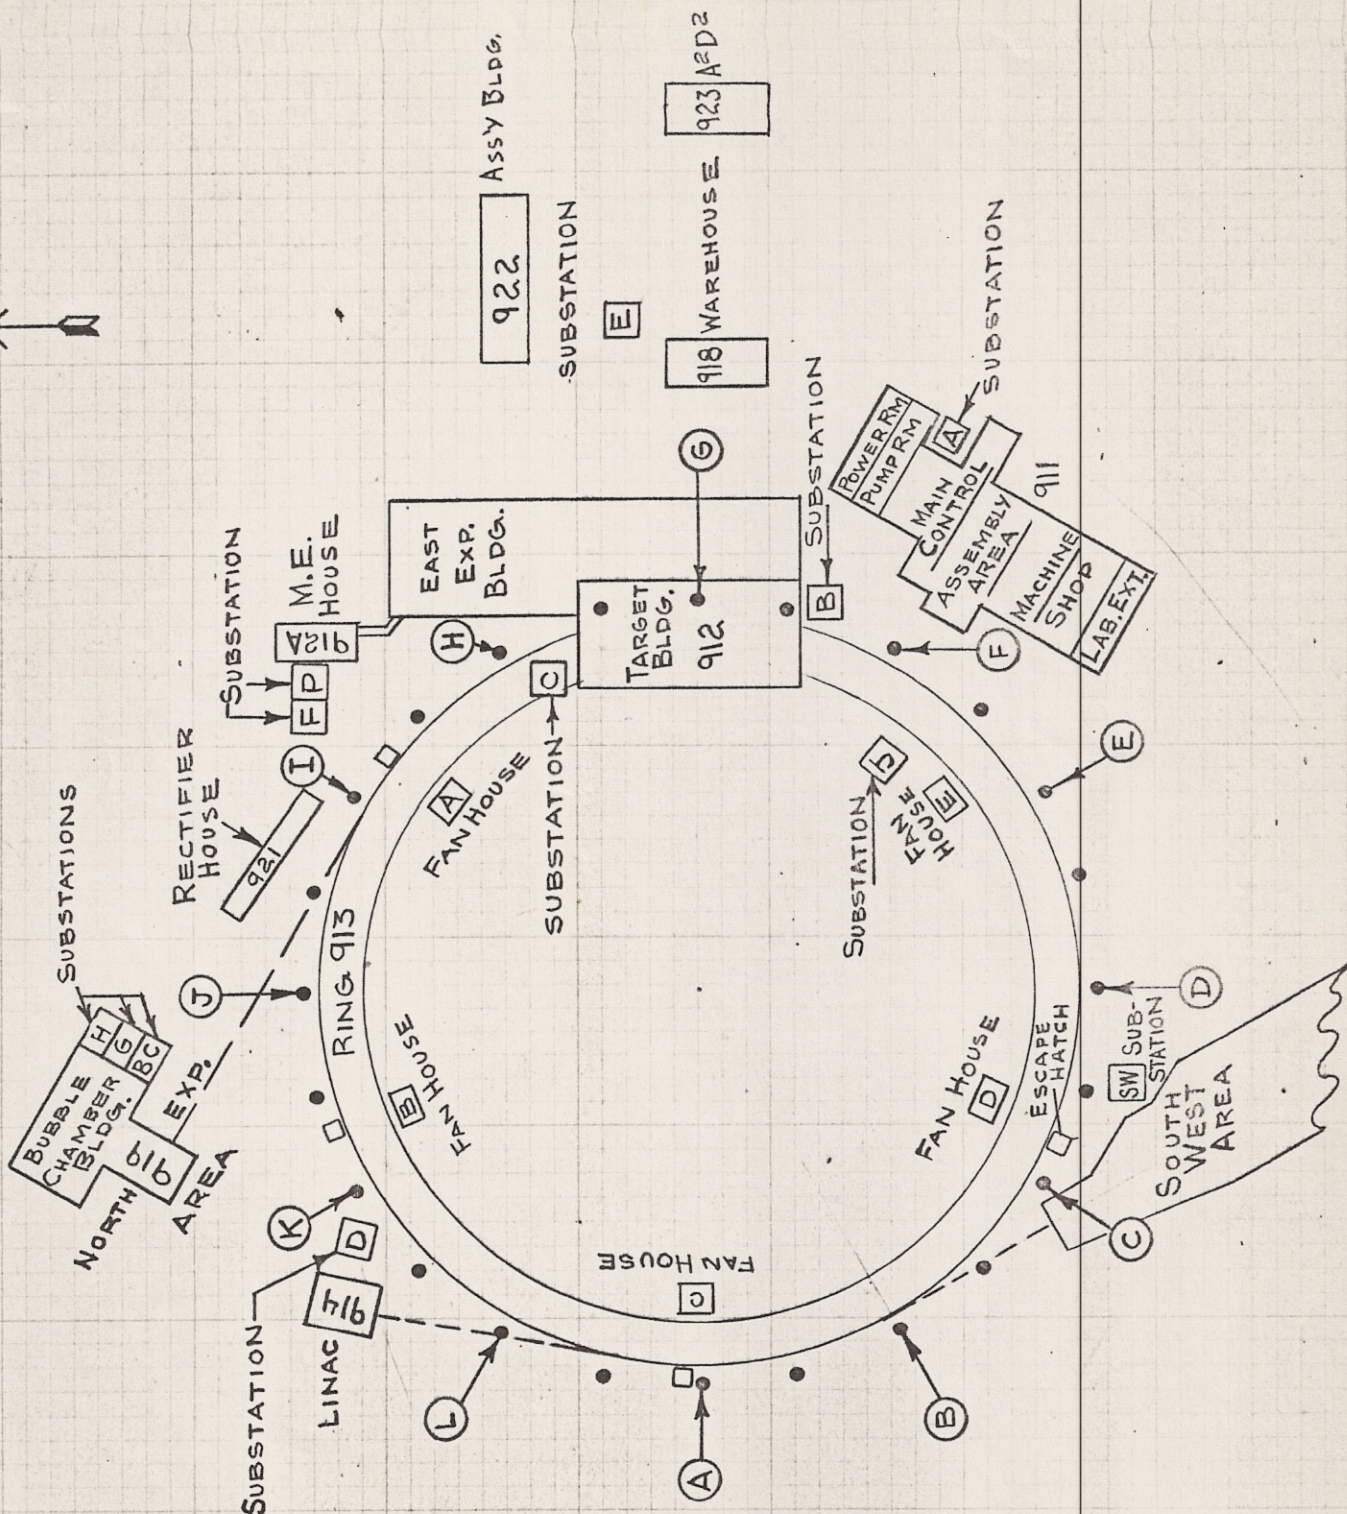 SUBSTATIONS
H
G
BC
BUBBLE
CHAMBER
BLDG.
919
NORTH
EXP.
AREA
RECTIFIER
HOUSE
921
SUBSTATION
F
P
M.E.
HOUSE
912A
EAST
EXP.
BLDG.
TARGET
BLDG.
912
922
ASS'Y BLDG.
SUBSTATION
E
918
WAREHOUSE
923
A²D²
SUBSTATION
B
SUBSTATION
A
POWER RM
PUMP RM
MAIN
CONTROL
ASSEMBLY
AREA
911
MACHINE
SHOP
LAB. EXT.
SUBSTATION
D
LINAC
914
RING 913
A
FAN HOUSE
B
FAN HOUSE
C
FAN HOUSE
D
FAN HOUSE
E
FAN
HOUSE
SUBSTATION
C
SUBSTATION
ESCAPE
HATCH
SW
SUB-
STATION
SOUTH
WEST
AREA
A
B
C
D
E
F
G
H
I
J
K
L